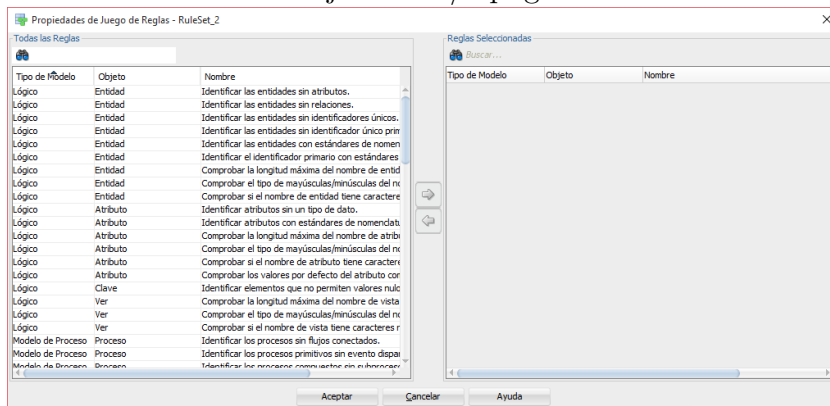 Propiedades de Juego de Reglas - RuleSet_2
Todas las Reglas
Tipo de Modelo Objeto Nombre
Lógico Entidad Identificar las entidades sin atributos.
Lógico Entidad Identificar las entidades sin relaciones.
Lógico Entidad Identificar las entidades sin identificadores únicos.
Lógico Entidad Identificar las entidades sin identificador único prim
Lógico Entidad Identificar las entidades con estándares de nomen
Lógico Entidad Identificar el identificador primario con estándares
Lógico Entidad Comprobar la longitud máxima del nombre de entid
Lógico Entidad Comprobar el tipo de mayúsculas/minúsculas del no
Lógico Entidad Comprobar si el nombre de entidad tiene caractere
Lógico Atributo Identificar atributos sin un tipo de dato.
Lógico Atributo Identificar atributos con estándares de nomenclatu
Lógico Atributo Comprobar la longitud máxima del nombre de atribu
Lógico Atributo Comprobar el tipo de mayúsculas/minúsculas del no
Lógico Atributo Comprobar si el nombre de atributo tiene caractere
Lógico Atributo Comprobar los valores por defecto del atributo con
Lógico Clave Identificar elementos que no permiten valores nulo
Lógico Ver Comprobar la longitud máxima del nombre de vista
Lógico Ver Comprobar el tipo de mayúsculas/minúsculas del no
Lógico Ver Comprobar si el nombre de vista tiene caracteres n
Modelo de Proceso Proceso Identificar los procesos sin flujos conectados.
Modelo de Proceso Proceso Identificar los procesos primitivos sin evento dispar
Modelo de Proceso Proceso Identificar los procesos compuestos sin subproceso
Reglas Seleccionadas
Buscar...
Tipo de Modelo Objeto Nombre
Aceptar Cancelar Ayuda